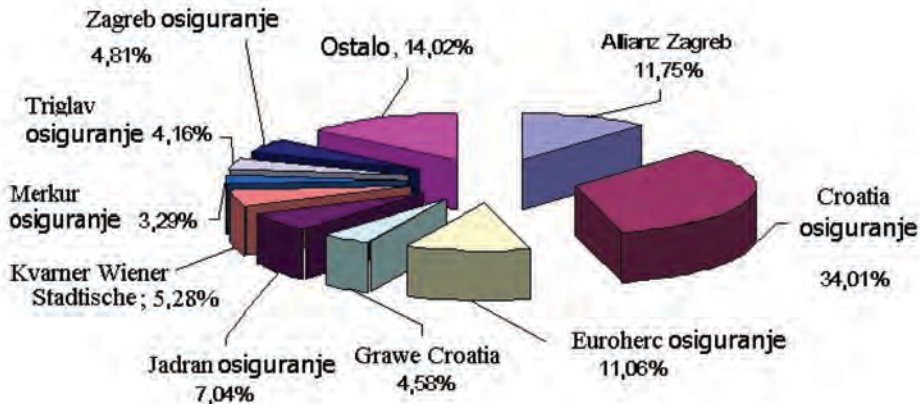 Zagreb osiguranje
4,81%
Ostalo, 14,02%
Allianz Zagreb
11,75%
Triglav
osiguranje 4,16%
Merkur
osiguranje 3,29%
Croatia
osiguranje
34,01%
Kvarner Wiener
Stadtische; 5,28%
Jadran osiguranje
7,04%
Grawe Croatia
4,58%
Euroherc osiguranje
11,06%